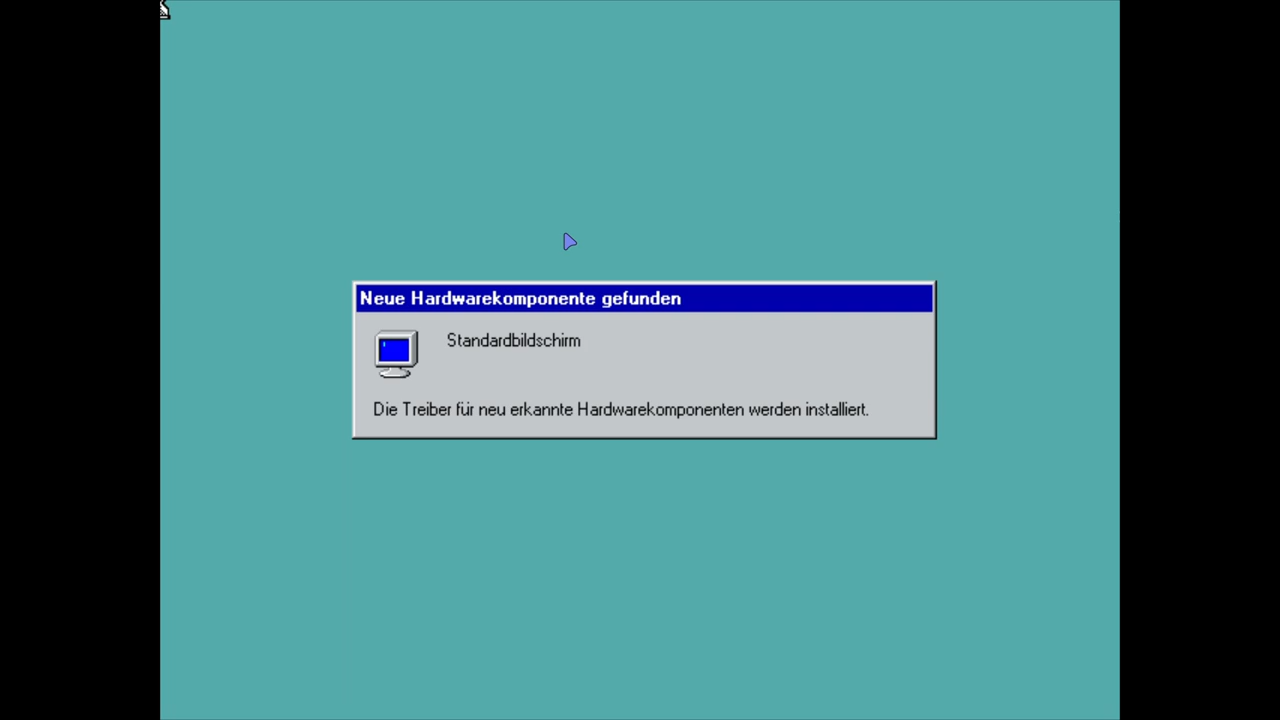 Neue Hardwarekomponente gefunden
Standardbildschirm
Die Treiber für neu erkannte Hardwarekomponenten werden installiert.